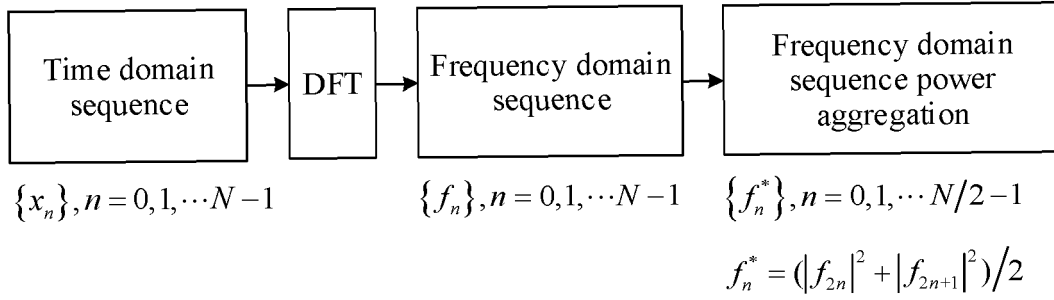 Time domain
sequence
DFT
Frequency domain
sequence
Frequency domain
sequence power
aggregation
{x_n}, n = 0, 1, ⋯ N − 1
{f_n}, n = 0, 1, ⋯ N − 1
{f_n^*}, n = 0, 1, ⋯ N/2 − 1
f_n^* = (|f_{2n}|^2 + |f_{2n+1}|^2)/2